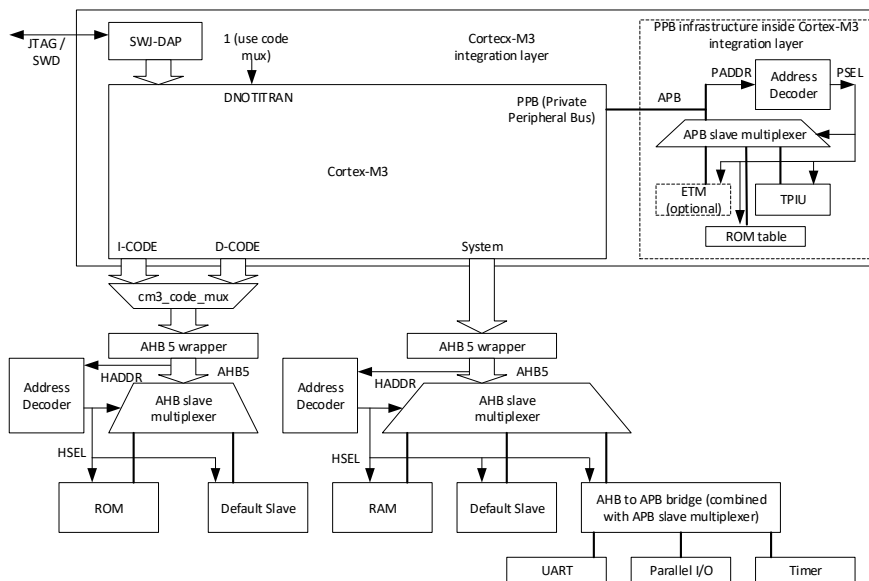 JTAG /
SWD
SWJ-DAP
1 (use code
mux)
Cortecx-M3
integration layer
PPB infrastructure inside Cortex-M3
integration layer
DNOTITRAN
PPB (Private
Peripheral Bus)
APB
PADDR
Address
Decoder
PSEL
APB slave multiplexer
Cortex-M3
ETM
(optional)
TPIU
ROM table
I-CODE
D-CODE
System
cm3_code_mux
AHB 5 wrapper
AHB 5 wrapper
HADDR
AHB5
HADDR
AHB5
Address
Decoder
AHB slave
multiplexer
Address
Decoder
AHB slave
multiplexer
HSEL
HSEL
ROM
Default Slave
RAM
Default Slave
AHB to APB bridge (combined
with APB slave multiplexer)
UART
Parallel I/O
Timer